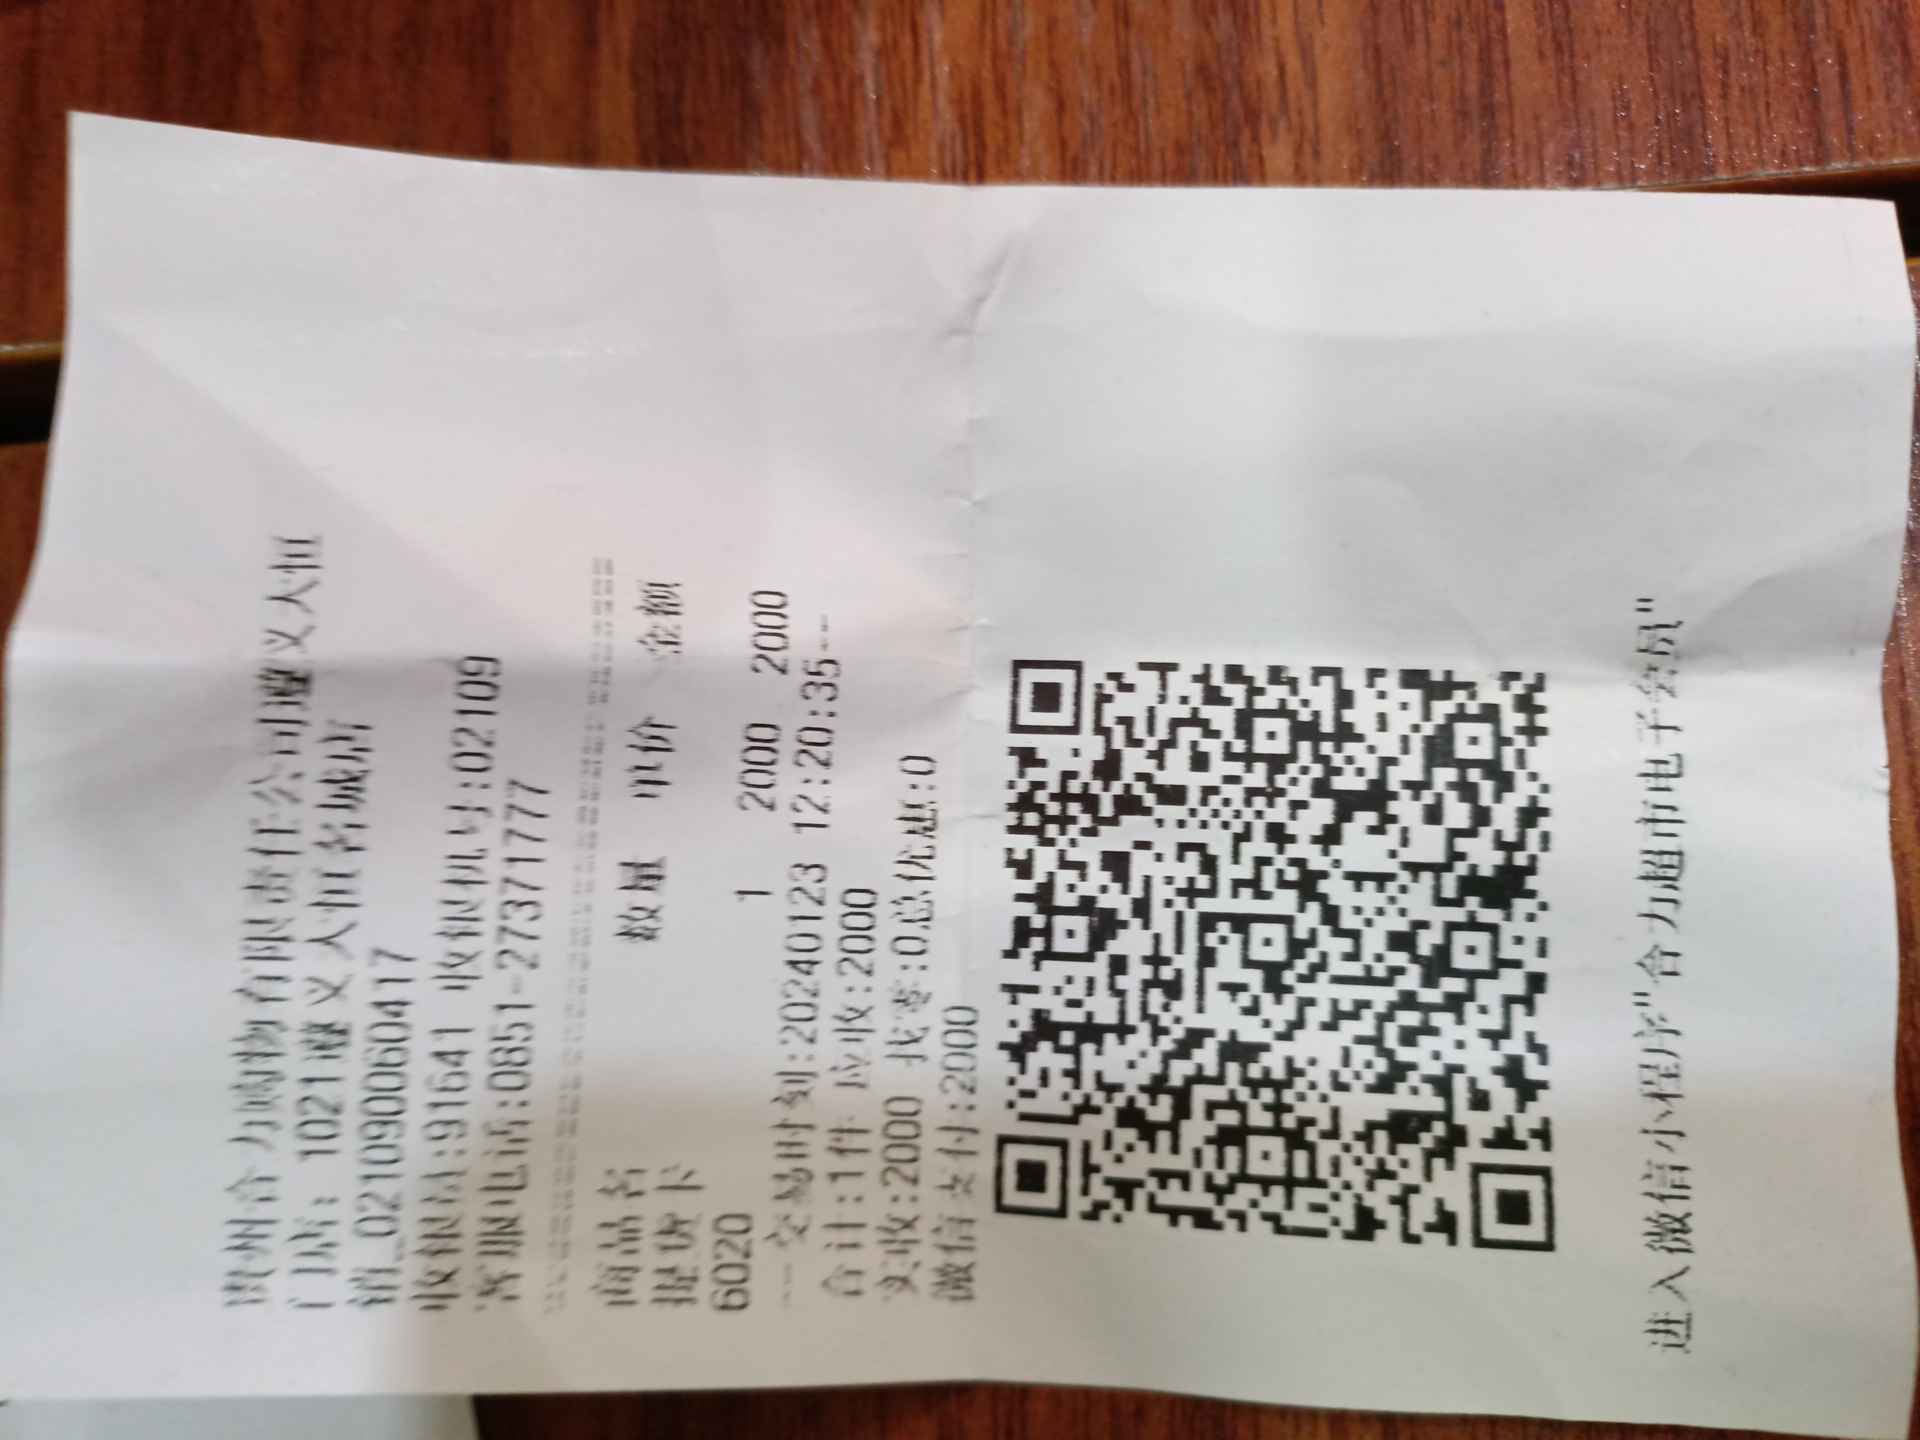 贵州合力购物有限责任公司遵义大恒
门店: 1021遵义大恒名城店
销_021090060417
收银员:91641 收银机号:02109
客服电话:0851-27371777
商品名 数量 单价 金额
提货卡
6020 1 2000 2000
--交易时刻:20240123 12:20:35--
合计:1件 应收:2000
实收:2000 找零:0总优惠:0
微信支付:2000
进入微信小程序"合力超市电子会员"